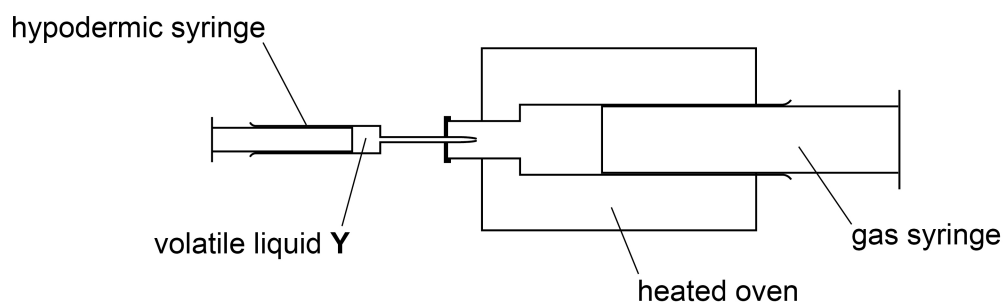 hypodermic syringe
volatile liquid Y
gas syringe
heated oven